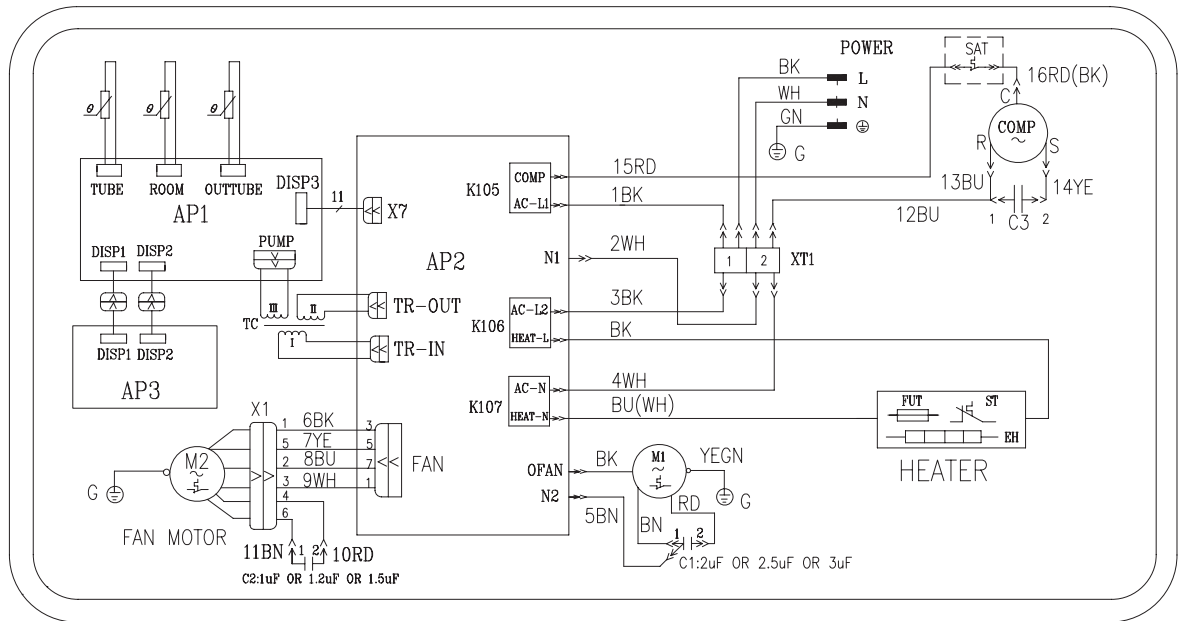 POWER
BK L
WH N
GN
G
SAT
16RD(BK)
C
COMP
~
R S
13BU 14YE
12BU
1 C3 2
θ θ θ
TUBE ROOM OUTTUBE DISP3
AP1
11
X7
DISP1 DISP2 PUMP
TC
III II
I
TR-OUT
TR-IN
DISP1 DISP2
AP3
AP2
K105
COMP
AC-L1
15RD
1BK
N1
2WH
1 2 XT1
K106
AC-L2
HEAT-L
3BK
BK
K107
AC-N
HEAT-N
4WH
BU(WH)
FUT ST
EH
HEATER
X1
1 6BK 3
5 7YE 5
2 8BU 7
3 9WH 1
4
6
FAN
M2
~
G
FAN MOTOR
11BN 1 2 10RD
C2:1uF OR 1.2uF OR 1.5uF
OFAN
N2
BK
5BN
M1
~
YEGN
G
RD
BN
1 2
C1:2uF OR 2.5uF OR 3uF